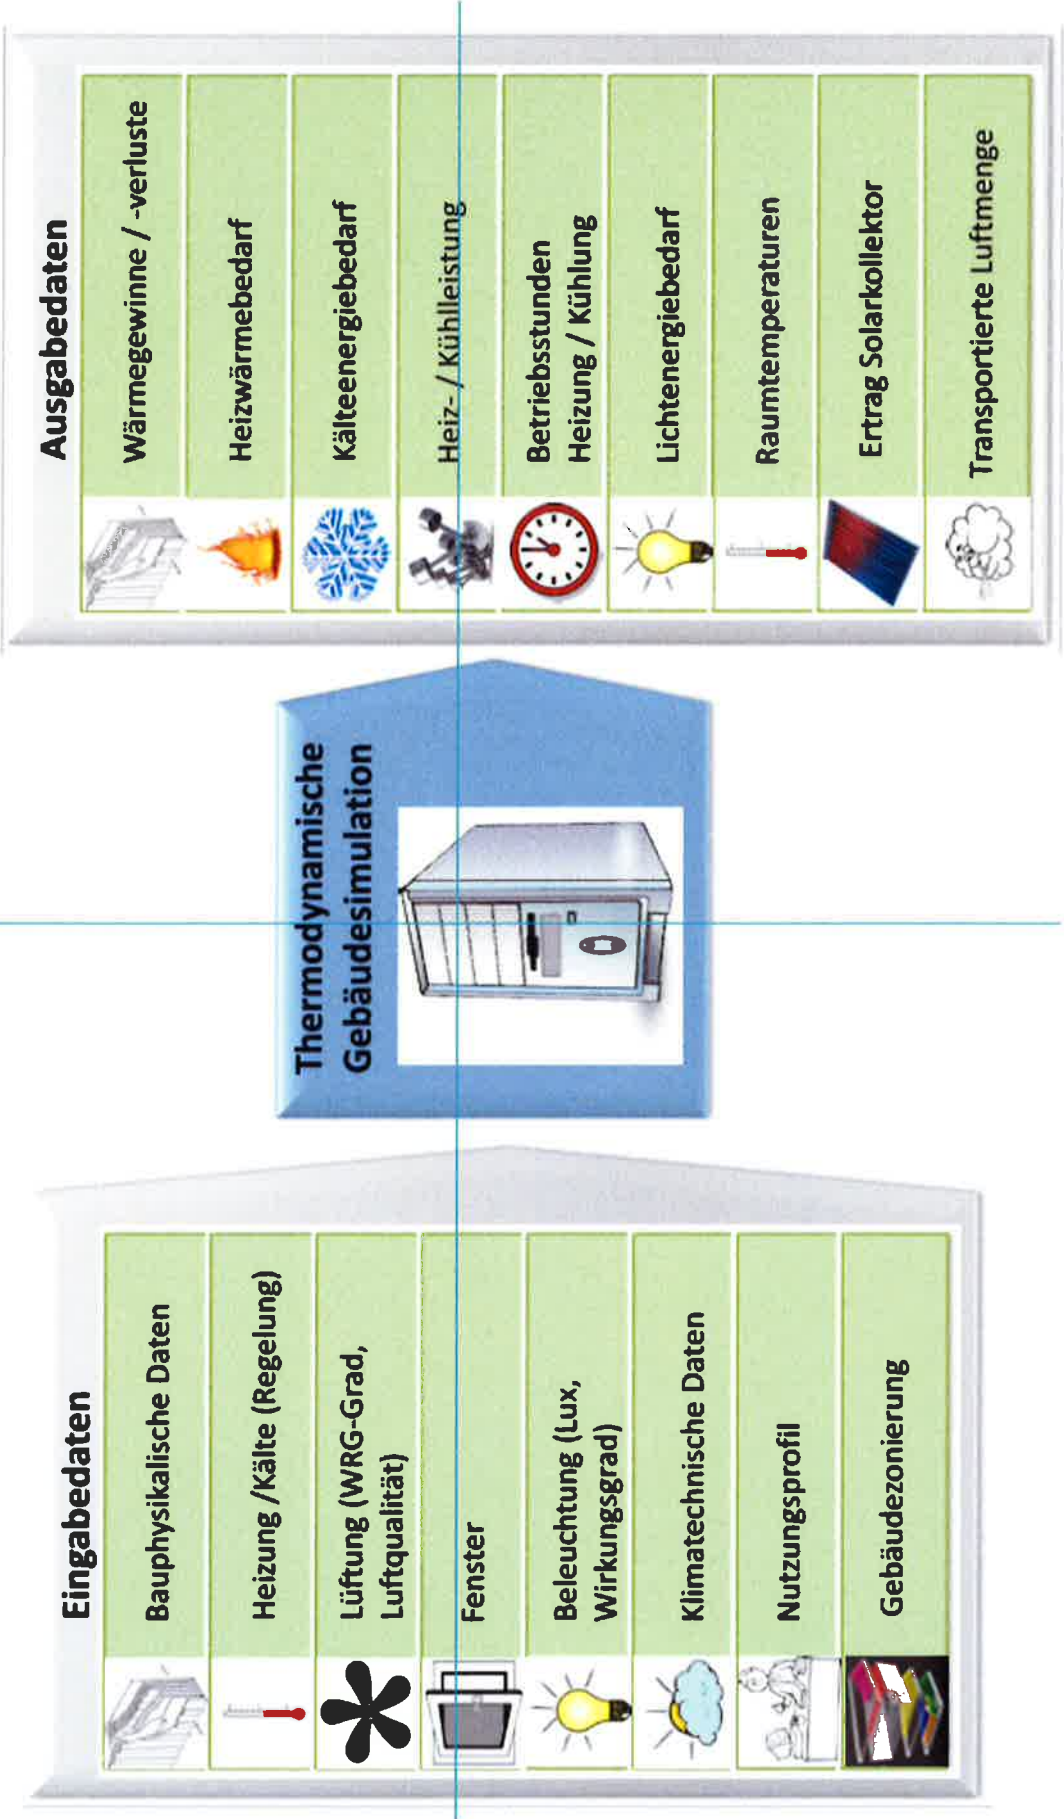 Eingabedaten
Bauphysikalische Daten
Heizung /Kälte (Regelung)
Lüftung (WRG-Grad,
Luftqualität)
Fenster
Beleuchtung (Lux,
Wirkungsgrad)
Klimatechnische Daten
Nutzungsprofil
Gebäudezonierung
Thermodynamische
Gebäudesimulation
Ausgabedaten
Wärmegewinne / -verluste
Heizwärmebedarf
Kälteenergiebedarf
Heiz- / Kühlleistung
Betriebsstunden
Heizung / Kühlung
Lichtenergiebedarf
Raumtemperaturen
Ertrag Solarkollektor
Transportierte Luftmenge